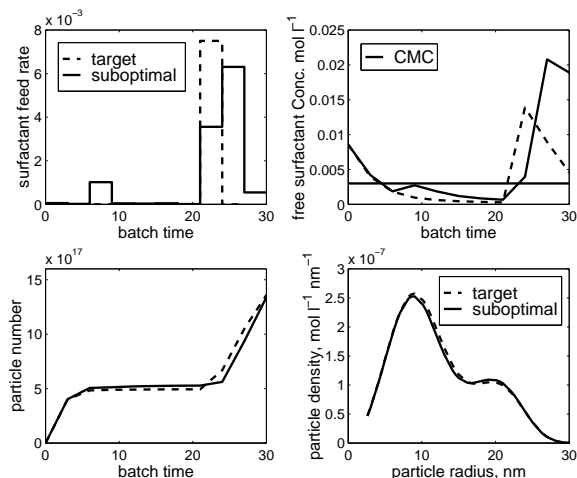 x 10⁻³
8
6
4
2
0
surfactant feed rate
target
suboptimal
0 10 20 30
batch time
0.025
0.02
0.015
0.01
0.005
0
free surfactant Conc. mol l⁻¹
CMC
0 10 20 30
batch time
x 10¹⁷
15
10
5
0
particle number
0 10 20 30
batch time
x 10⁻⁷
3
2.5
2
1.5
1
0.5
0
particle density, mol l⁻¹ nm⁻¹
target
suboptimal
0 10 20 30
particle radius, nm